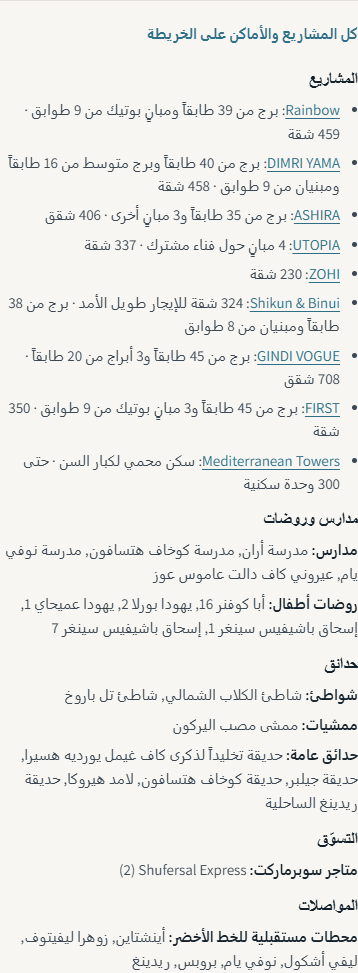 كل المشاريع والأماكن على الخريطة
المشاريع
Rainbow: برج من 39 طابقاً ومبانٍ بوتيك من 9 طوابق ·
459 شقة
DIMRI YAMA: برج من 40 طابقاً وبرج متوسط من 16 طابقاً
ومبنيان من 9 طوابق · 458 شقة
ASHIRA: برج من 35 طابقاً و3 مبانٍ أخرى · 406 شقق
UTOPIA: 4 مبانٍ حول فناء مشترك · 337 شقة
ZOHI: 230 شقة
Shikun & Binui: 324 شقة للإيجار طويل الأمد · برج من 38
طابقاً ومبنيان من 8 طوابق
GINDI VOGUE: برج من 45 طابقاً و3 أبراج من 20 طابقاً ·
708 شقق
FIRST: برج من 45 طابقاً و3 مبانٍ بوتيك من 9 طوابق · 350
شقة
Mediterranean Towers: سكن محمي لكبار السن · حتى
300 وحدة سكنية
مدارس وروضات
مدارس: مدرسة أران, مدرسة كوخاف هتسافون, مدرسة نوفي
يام, عيروني كاف دالت عاموس عوز
روضات أطفال: أبا كوفنر 16, يهودا بورلا 2, يهودا عميحاي 1,
إسحاق باشيفيس سينغر 1, إسحاق باشيفيس سينغر 7
حدائق
شواطئ: شاطئ الكلاب الشمالي, شاطئ تل باروخ
ممشيات: ممشى مصب اليركون
حدائق عامة: حديقة تخليداً لذكرى كاف غيمل يورديه هسيرا,
حديقة جيلبر, حديقة كوخاف هتسافون, لامد هيروكا, حديقة
ريدينغ الساحلية
التسوّق
متاجر سوبرماركت: Shufersal Express (2)
المواصلات
محطات مستقبلية للخط الأخضر: أينشتاين, زوهرا ليفيتوف,
ليفي أشكول, نوفي يام, بروبس, ريدينغ